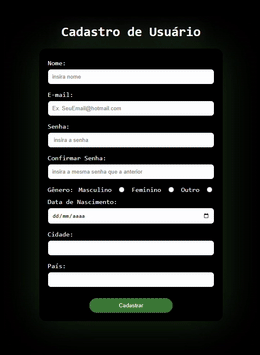 Cadastro de Usuário
Nome:
insira nome
E-mail:
Ex. SeuEmail@hotmail.com
Senha:
insira a senha
Confirmar Senha:
insira a mesma senha que a anterior
Gênero: Masculino Feminino Outro
Data de Nascimento:
dd/mm/aaaa
Cidade:
País:
Cadastrar